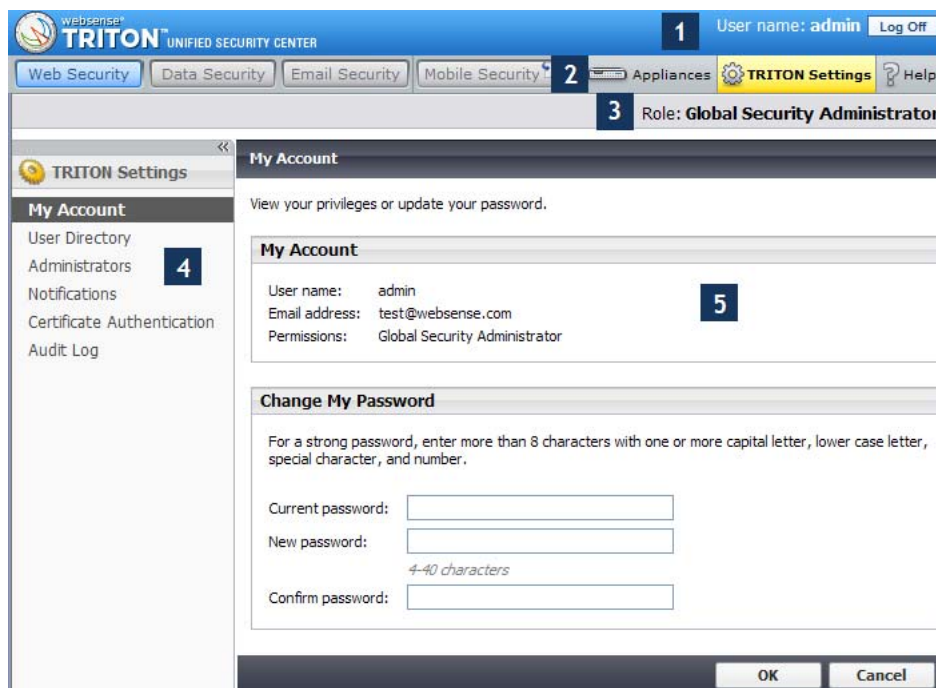 websense®
TRITON™ UNIFIED SECURITY CENTER
1
User name: admin
Log Off
Web Security
Data Security
Email Security
Mobile Security
2
Appliances
TRITON Settings
Help
3
Role: Global Security Administrator
«
TRITON Settings
My Account
User Directory
Administrators
4
Notifications
Certificate Authentication
Audit Log
My Account
View your privileges or update your password.
My Account
User name: admin
Email address: test@websense.com
5
Permissions: Global Security Administrator
Change My Password
For a strong password, enter more than 8 characters with one or more capital letter, lower case letter,
special character, and number.
Current password:
New password:
4-40 characters
Confirm password:
OK
Cancel